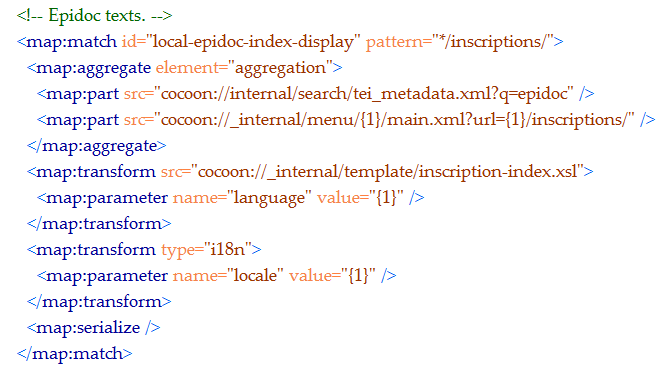 <!-- Epidoc texts. -->
<map:match id="local-epidoc-index-display" pattern="*/inscriptions/">
<map:aggregate element="aggregation">
<map:part src="cocoon://internal/search/tei_metadata.xml?q=epidoc" />
<map:part src="cocoon://_internal/menu/{1}/main.xml?url={1}/inscriptions/" />
</map:aggregate>
<map:transform src="cocoon://_internal/template/inscription-index.xsl">
<map:parameter name="language" value="{1}" />
</map:transform>
<map:transform type="i18n">
<map:parameter name="locale" value="{1}" />
</map:transform>
<map:serialize />
</map:match>